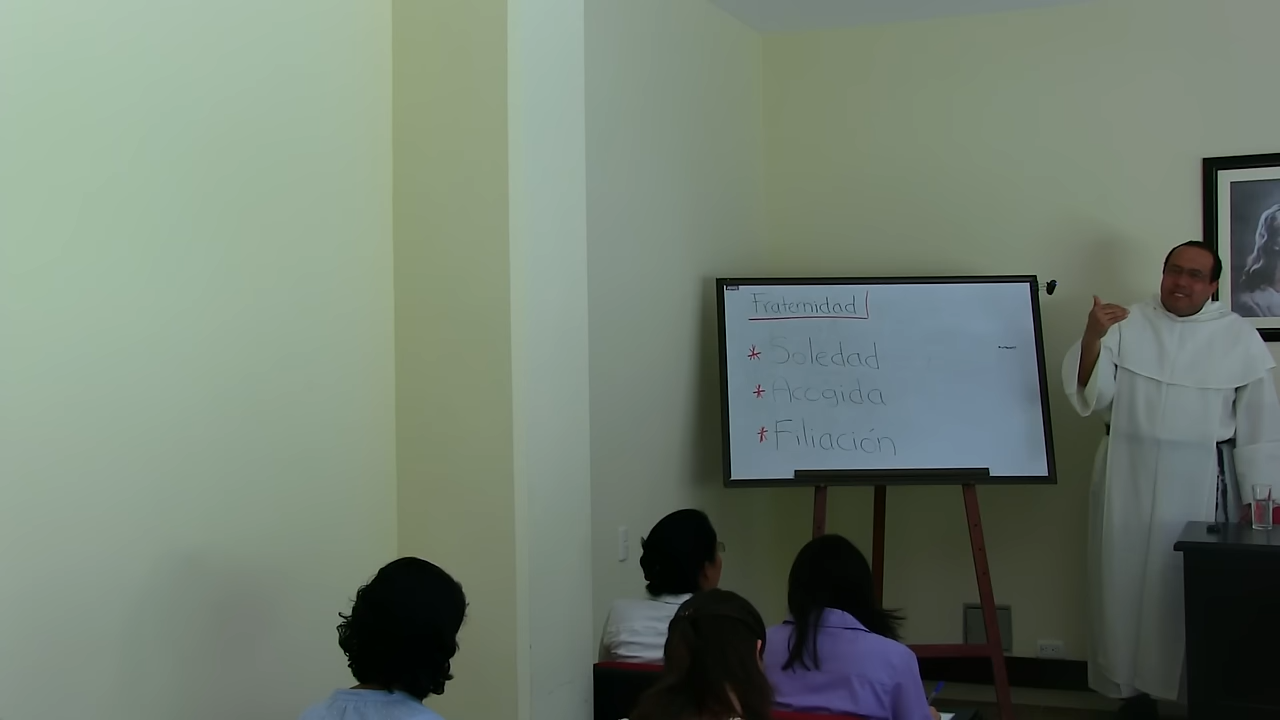 Fraternidad
* Soledad
* Acogida
* Filiación